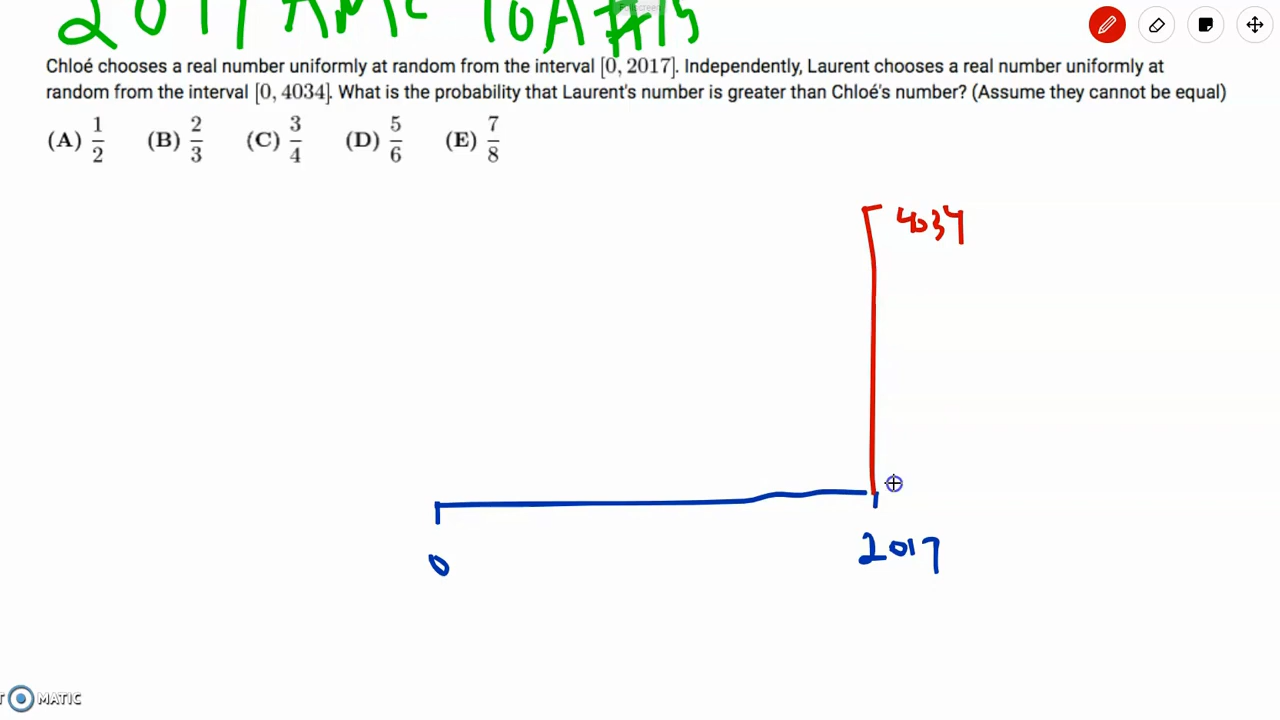 2017 AMC 10A #15
Fullscreen
Chloé chooses a real number uniformly at random from the interval [0, 2017]. Independently, Laurent chooses a real number uniformly at
random from the interval [0, 4034]. What is the probability that Laurent's number is greater than Chloé's number? (Assume they cannot be equal)
(A) 1/2 (B) 2/3 (C) 3/4 (D) 5/6 (E) 7/8
4034
0 2017
MATIC